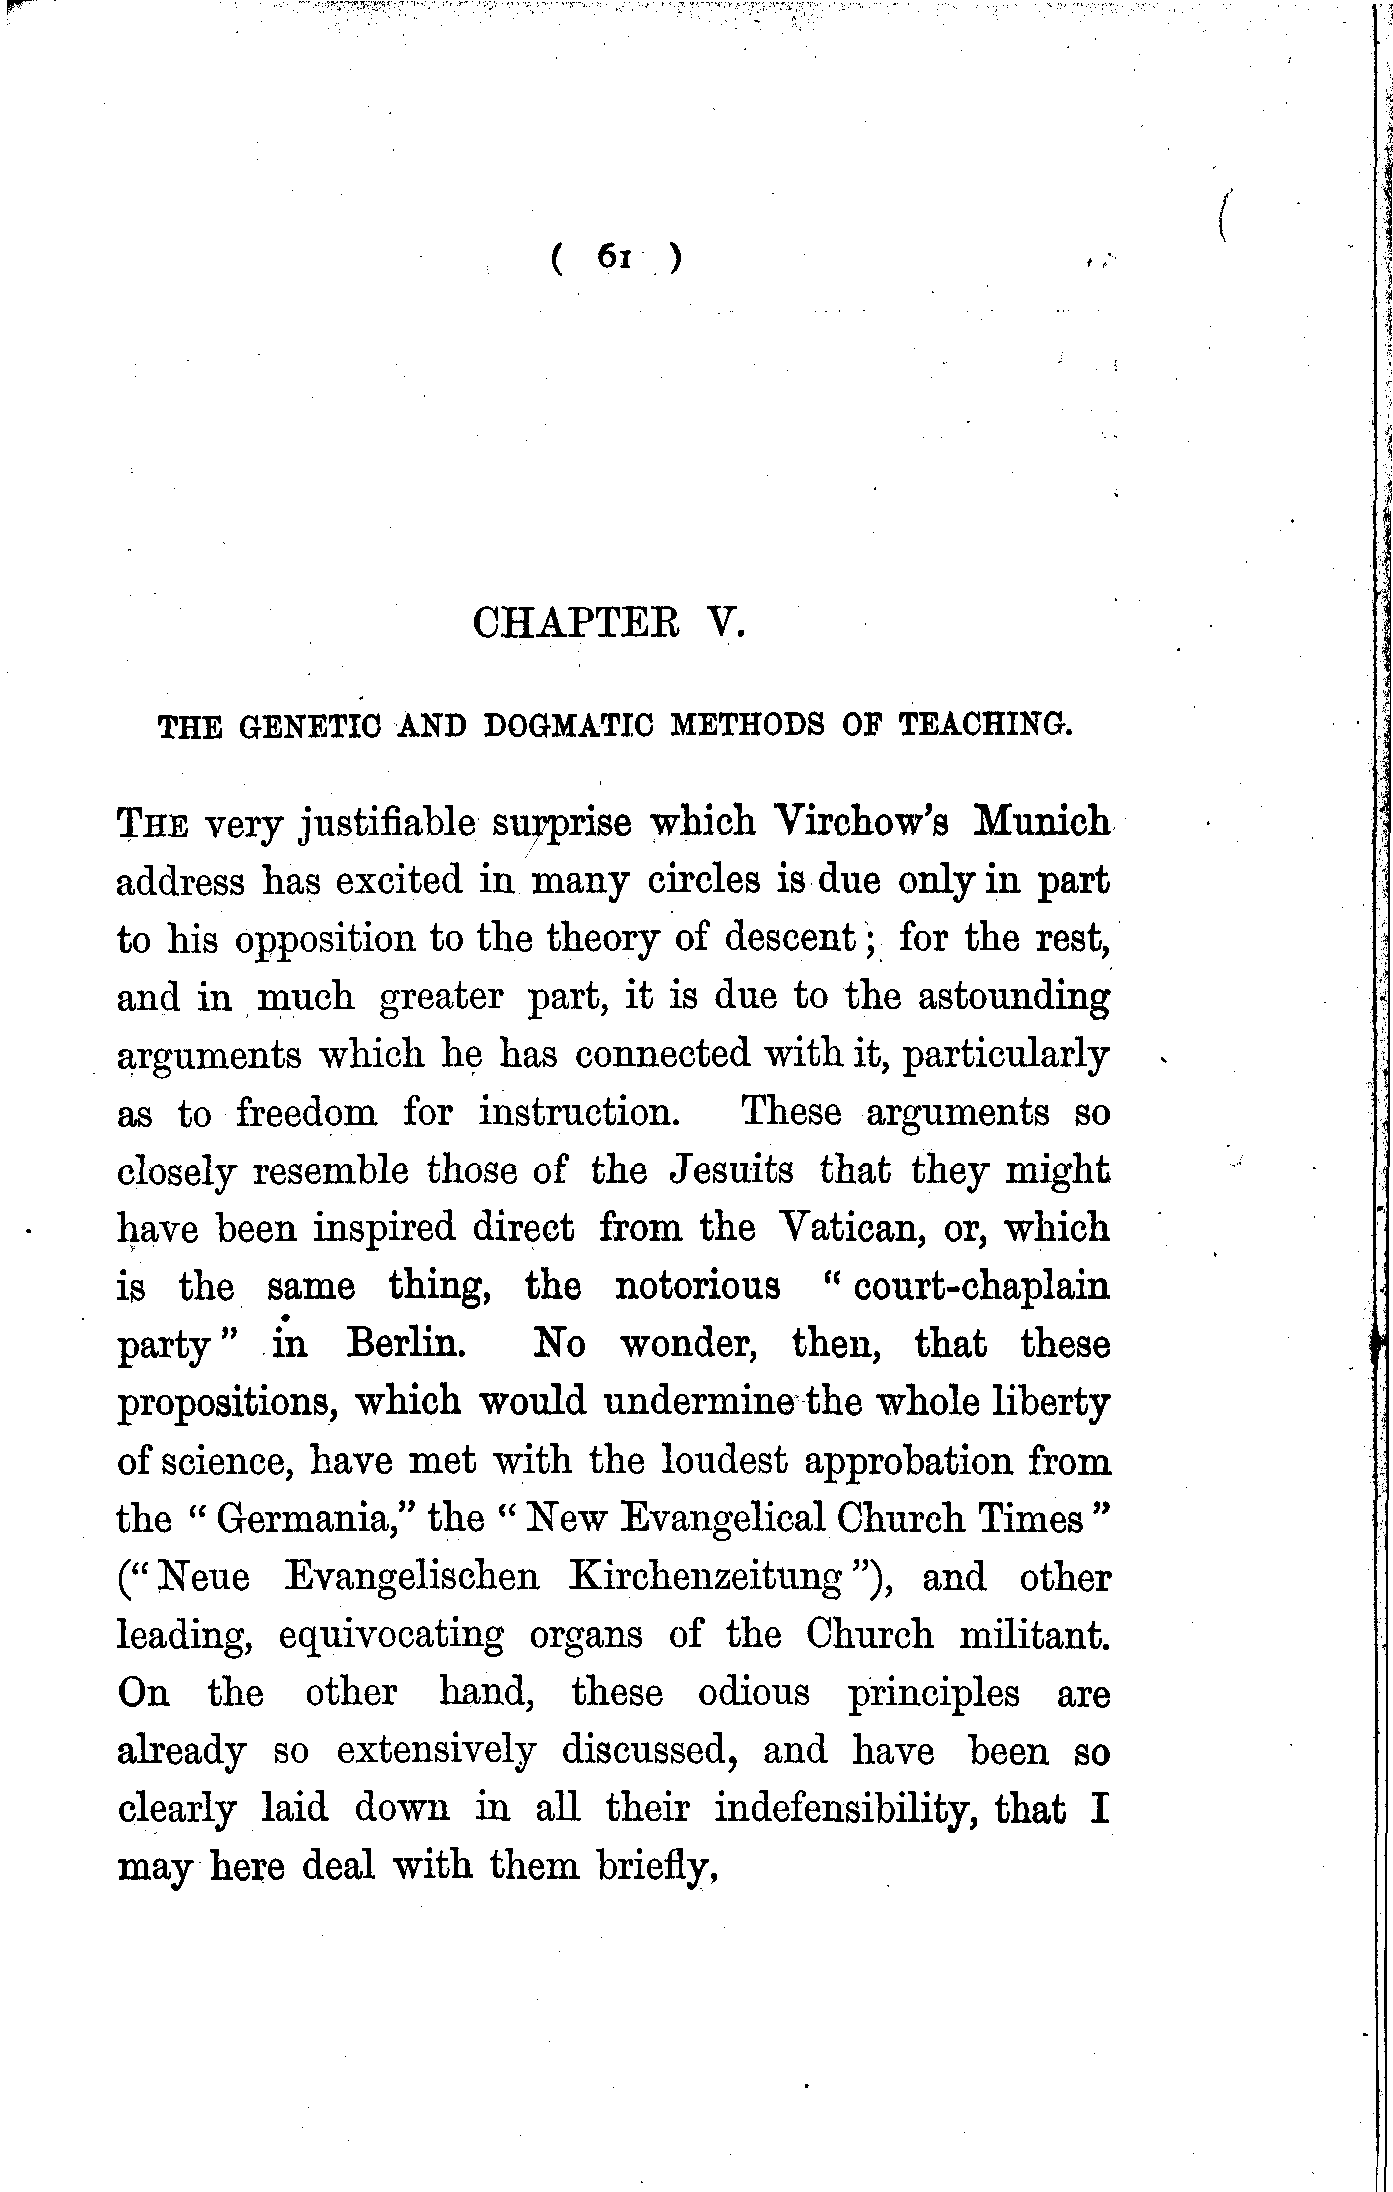 ( 61 )
CHAPTER V.
THE GENETIC AND DOGMATIC METHODS OF TEACHING.
THE very justifiable surprise which Virchow's Munich
address has excited in many circles is due only in part
to his opposition to the theory of descent; for the rest,
and in much greater part, it is due to the astounding
arguments which he has connected with it, particularly
as to freedom for instruction. These arguments so
closely resemble those of the Jesuits that they might
have been inspired direct from the Vatican, or, which
is the same thing, the notorious “court-chaplain
party” in Berlin. No wonder, then, that these
propositions, which would undermine the whole liberty
of science, have met with the loudest approbation from
the “Germania,” the “New Evangelical Church Times”
(“Neue Evangelischen Kirchenzeitung”), and other
leading, equivocating organs of the Church militant.
On the other hand, these odious principles are
already so extensively discussed, and have been so
clearly laid down in all their indefensibility, that I
may here deal with them briefly,